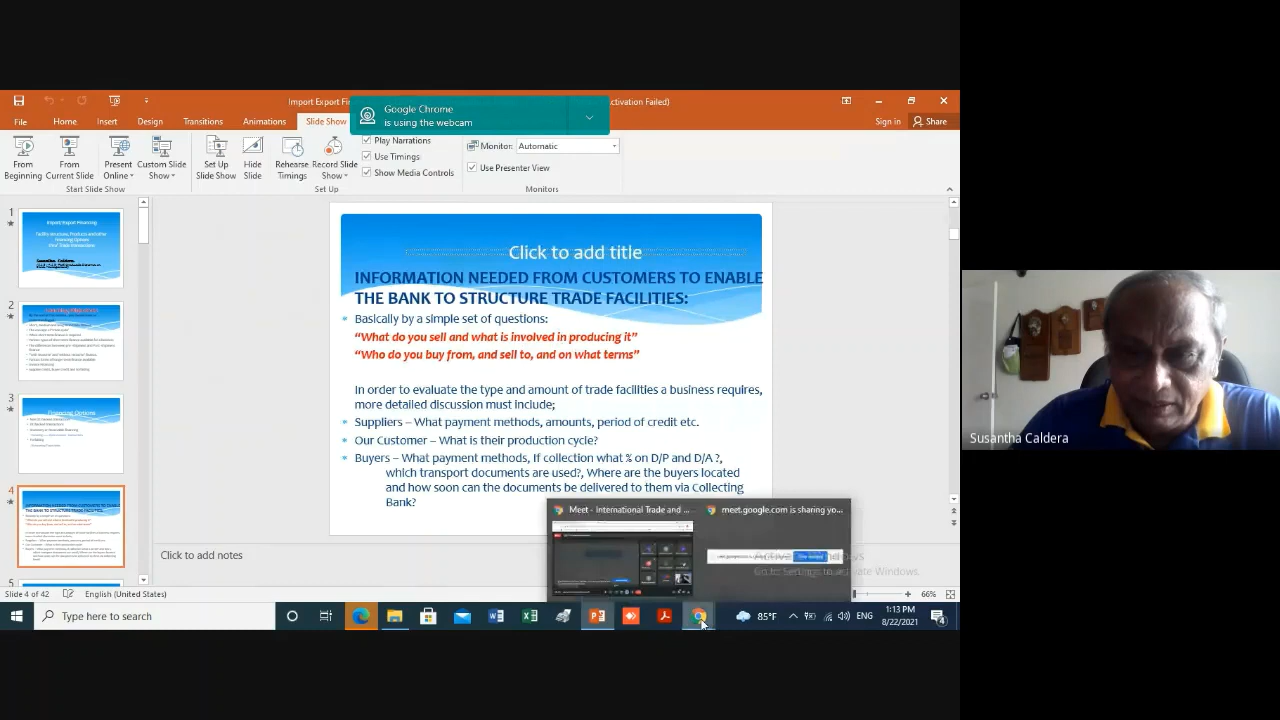 Import Export Fi
ctivation Failed)
Google Chrome
is using the webcam
File Home Insert Design Transitions Animations Slide Show
Sign in Share
From Beginning
From Current Slide
Present Online
Custom Slide Show
Set Up Slide Show
Hide Slide
Rehearse Timings
Record Slide Show
Play Narrations
Use Timings
Show Media Controls
Monitor: Automatic
Use Presenter View
Start Slide Show
Set Up
Monitors
1
Import/Export Financing
2
3
Financing Options
4
5
Click to add title
INFORMATION NEEDED FROM CUSTOMERS TO ENABLE
THE BANK TO STRUCTURE TRADE FACILITIES:
Basically by a simple set of questions:
“What do you sell and what is involved in producing it”
“Who do you buy from, and sell to, and on what terms”
In order to evaluate the type and amount of trade facilities a business requires,
more detailed discussion must include;
Suppliers – What payment methods, amounts, period of credit etc.
Our Customer – What is their production cycle?
Buyers – What payment methods, If collection what % on D/P and D/A ?,
which transport documents are used?, Where are the buyers located
and how soon can the documents be delivered to them via Collecting
Bank?
Click to add notes
Meet - International Trade and ...
meet.google.com is sharing yo...
Go to Settings to activate Windows.
Slide 4 of 42
English (United States)
66%
Type here to search
85°F
ENG
1:13 PM
8/22/2021
4
Susantha Caldera